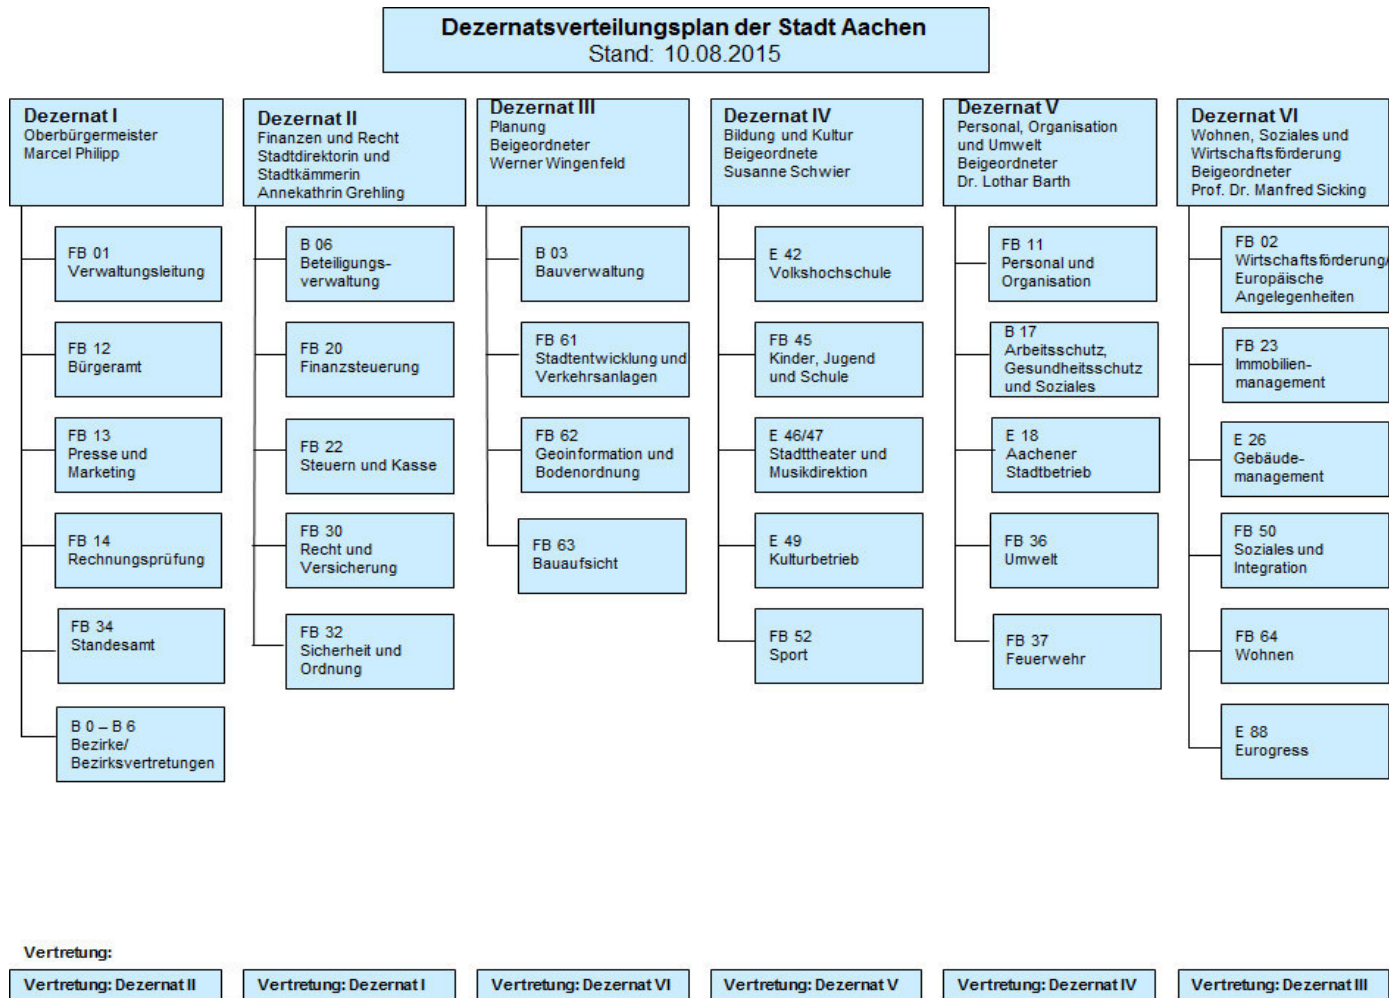 Dezernatsverteilungsplan der Stadt Aachen
Stand: 10.08.2015
Dezernat I
Oberbürgermeister
Marcel Philipp
FB 01
Verwaltungsleitung
FB 12
Bürgeramt
FB 13
Presse und
Marketing
FB 14
Rechnungsprüfung
FB 34
Standesamt
B 0 – B 6
Bezirke/
Bezirksvertretungen
Dezernat II
Finanzen und Recht
Stadtdirektorin und
Stadtkämmerin
Annekathrin Grehling
B 06
Beteiligungs-
verwaltung
FB 20
Finanzsteuerung
FB 22
Steuern und Kasse
FB 30
Recht und
Versicherung
FB 32
Sicherheit und
Ordnung
Dezernat III
Planung
Beigeordneter
Werner Wingenfeld
B 03
Bauverwaltung
FB 61
Stadtentwicklung und
Verkehrsanlagen
FB 62
Geoinformation und
Bodenordnung
FB 63
Bauaufsicht
Dezernat IV
Bildung und Kultur
Beigeordnete
Susanne Schwier
E 42
Volkshochschule
FB 45
Kinder, Jugend
und Schule
E 46/47
Stadttheater und
Musikdirektion
E 49
Kulturbetrieb
FB 52
Sport
Dezernat V
Personal, Organisation
und Umwelt
Beigeordneter
Dr. Lothar Barth
FB 11
Personal und
Organisation
B 17
Arbeitsschutz,
Gesundheitsschutz
und Soziales
E 18
Aachener
Stadtbetrieb
FB 36
Umwelt
FB 37
Feuerwehr
Dezernat VI
Wohnen, Soziales und
Wirtschaftsförderung
Beigeordneter
Prof. Dr. Manfred Sicking
FB 02
Wirtschaftsförderung/
Europäische
Angelegenheiten
FB 23
Immobilien-
management
E 26
Gebäude-
management
FB 50
Soziales und
Integration
FB 64
Wohnen
E 88
Eurogress
Vertretung:
Vertretung: Dezernat II
Vertretung: Dezernat I
Vertretung: Dezernat VI
Vertretung: Dezernat V
Vertretung: Dezernat IV
Vertretung: Dezernat III